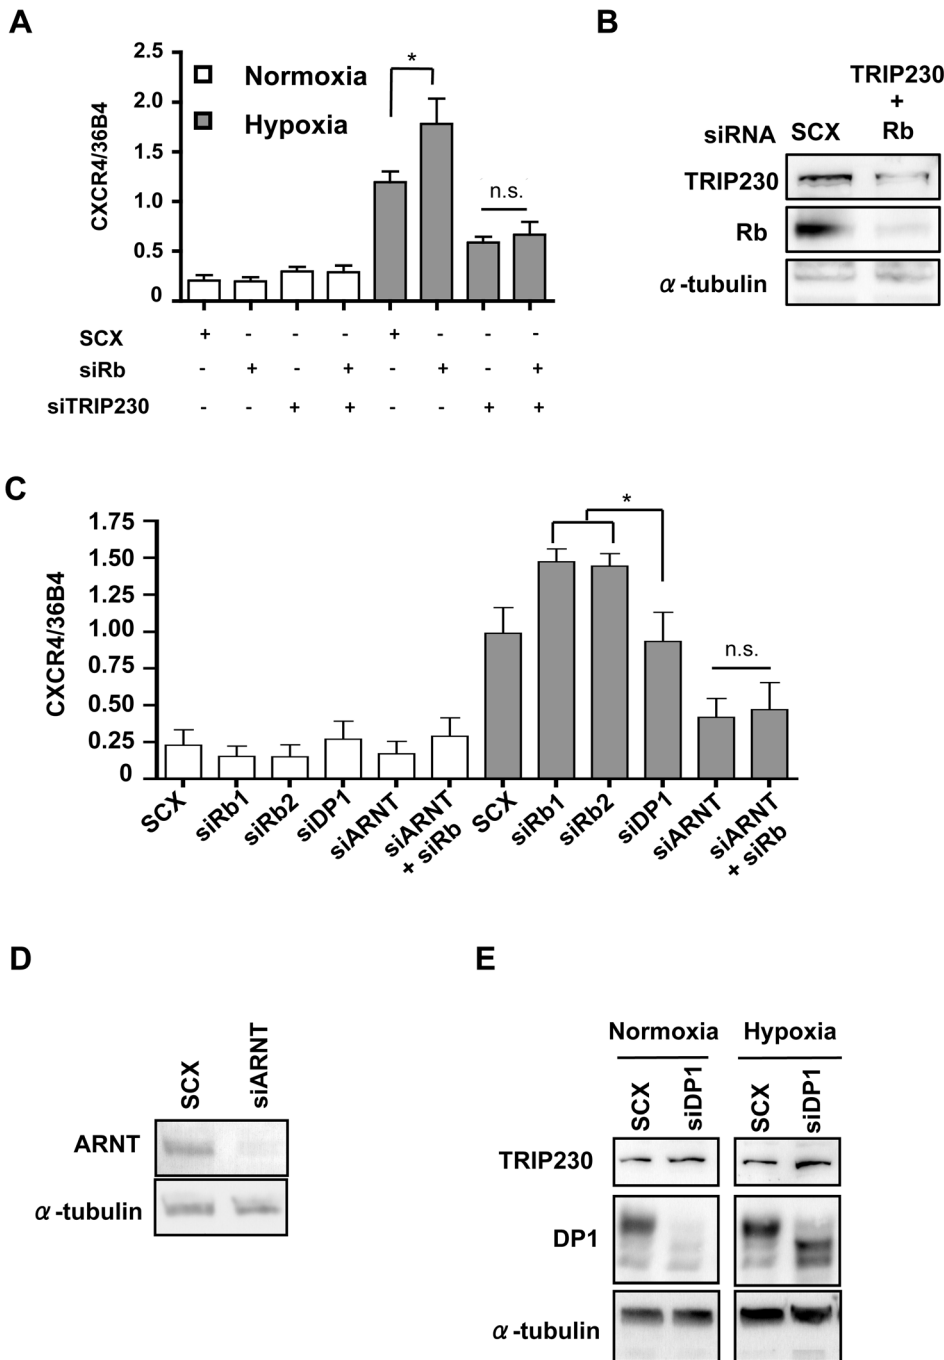 A
2.5
2.0
1.5
1.0
0.5
0
CXCR4/36B4
Normoxia
Hypoxia
*
n.s.
SCX + - - - + - - -
siRb - + - + - + - +
siTRIP230 - - + + - - + +
B
TRIP230
+
siRNA SCX Rb
TRIP230
Rb
α-tubulin
C
1.75
1.50
1.25
1.00
0.75
0.50
0.25
0
CXCR4/36B4
*
n.s.
SCX
siRb1
siRb2
siDP1
siARNT
siARNT
+ siRb
SCX
siRb1
siRb2
siDP1
siARNT
siARNT
+ siRb
D
SCX
siARNT
ARNT
α-tubulin
E
Normoxia Hypoxia
SCX siDP1 SCX siDP1
TRIP230
DP1
α-tubulin